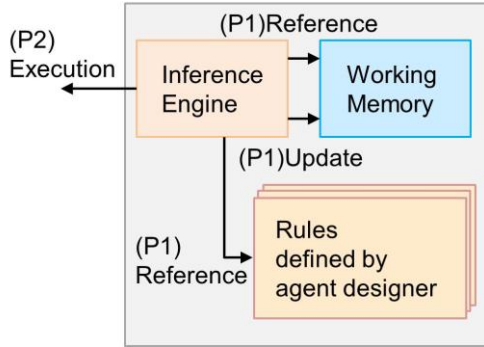 (P1)Reference
(P2)
Execution
Inference
Engine
Working
Memory
(P1)Update
(P1)
Reference
Rules
defined by
agent designer